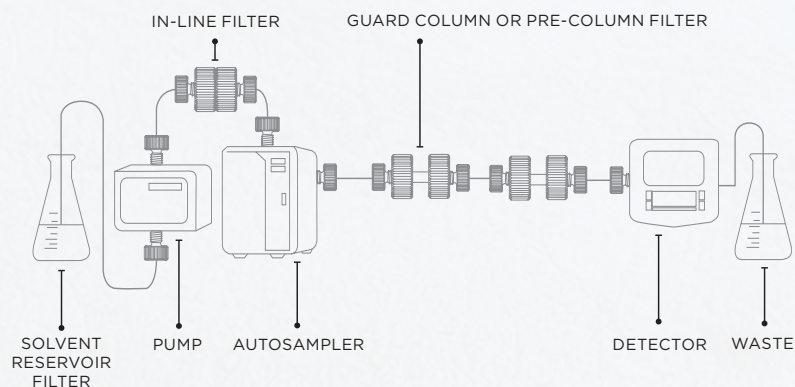 IN-LINE FILTER
GUARD COLUMN OR PRE-COLUMN FILTER
SOLVENT
RESERVOIR
FILTER
PUMP
AUTOSAMPLER
DETECTOR
WASTE